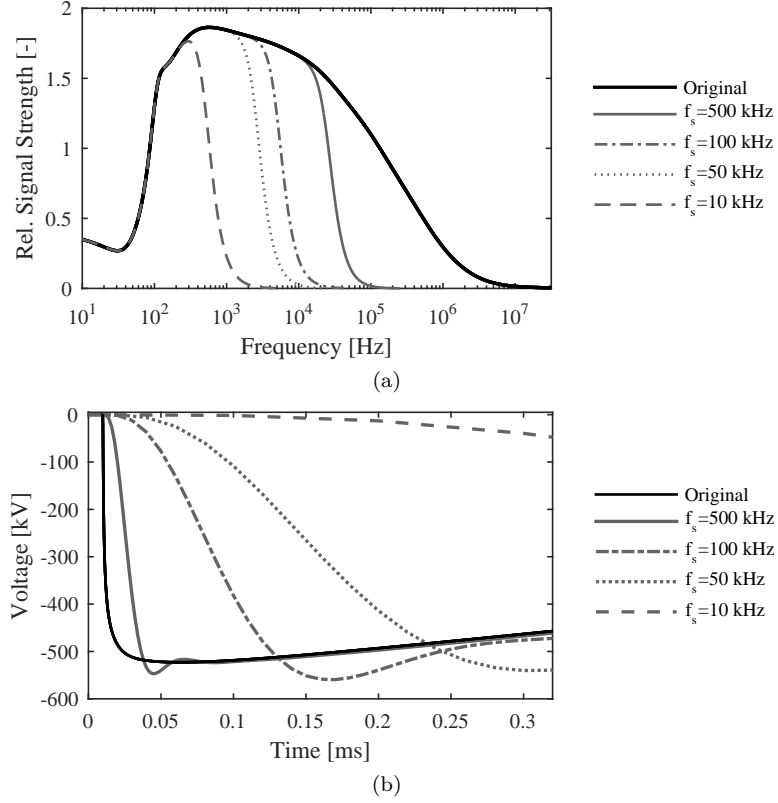 Rel. Signal Strength [-]
2
1.5
1
0.5
0
10^1 10^2 10^3 10^4 10^5 10^6 10^7
Frequency [Hz]
Original
f_s=500 kHz
f_s=100 kHz
f_s=50 kHz
f_s=10 kHz
(a)
Voltage [kV]
0
-100
-200
-300
-400
-500
-600
0 0.05 0.1 0.15 0.2 0.25 0.3
Time [ms]
Original
f_s=500 kHz
f_s=100 kHz
f_s=50 kHz
f_s=10 kHz
(b)